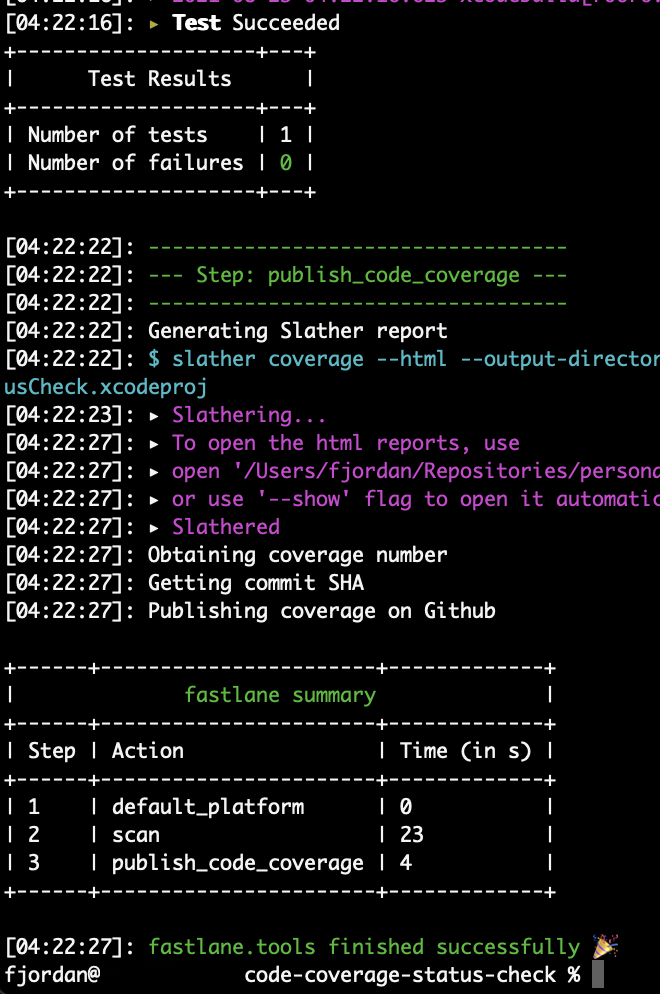 [04:22:16]: ▸ Test Succeeded
+--------------------+---+
|      Test Results      |
+--------------------+---+
| Number of tests    | 1 |
| Number of failures | 0 |
+--------------------+---+
[04:22:22]: -----------------------------------
[04:22:22]: --- Step: publish_code_coverage ---
[04:22:22]: -----------------------------------
[04:22:22]: Generating Slather report
[04:22:22]: $ slather coverage --html --output-director
usCheck.xcodeproj
[04:22:23]: ▸ Slathering...
[04:22:27]: ▸ To open the html reports, use
[04:22:27]: ▸ open '/Users/fjordan/Repositories/persona
[04:22:27]: ▸ or use '--show' flag to open it automatic
[04:22:27]: ▸ Slathered
[04:22:27]: Obtaining coverage number
[04:22:27]: Getting commit SHA
[04:22:27]: Publishing coverage on Github
+------+-----------------------+-------------+
|              fastlane summary              |
+------+-----------------------+-------------+
| Step | Action                | Time (in s) |
+------+-----------------------+-------------+
| 1    | default_platform      | 0           |
| 2    | scan                  | 23          |
| 3    | publish_code_coverage | 4           |
+------+-----------------------+-------------+
[04:22:27]: fastlane.tools finished successfully 🎉
fjordan@            code-coverage-status-check %